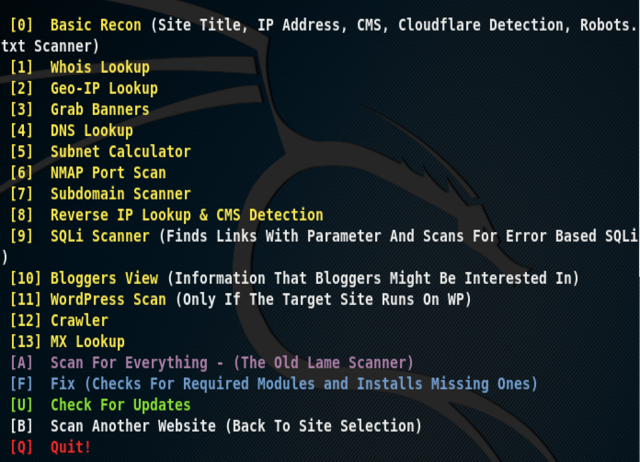 [0] Basic Recon (Site Title, IP Address, CMS, Cloudflare Detection, Robots.
txt Scanner)
[1] Whois Lookup
[2] Geo-IP Lookup
[3] Grab Banners
[4] DNS Lookup
[5] Subnet Calculator
[6] NMAP Port Scan
[7] Subdomain Scanner
[8] Reverse IP Lookup & CMS Detection
[9] SQLi Scanner (Finds Links With Parameter And Scans For Error Based SQLi
)
[10] Bloggers View (Information That Bloggers Might Be Interested In)
[11] WordPress Scan (Only If The Target Site Runs On WP)
[12] Crawler
[13] MX Lookup
[A] Scan For Everything - (The Old Lame Scanner)
[F] Fix (Checks For Required Modules and Installs Missing Ones)
[U] Check For Updates
[B] Scan Another Website (Back To Site Selection)
[Q] Quit!